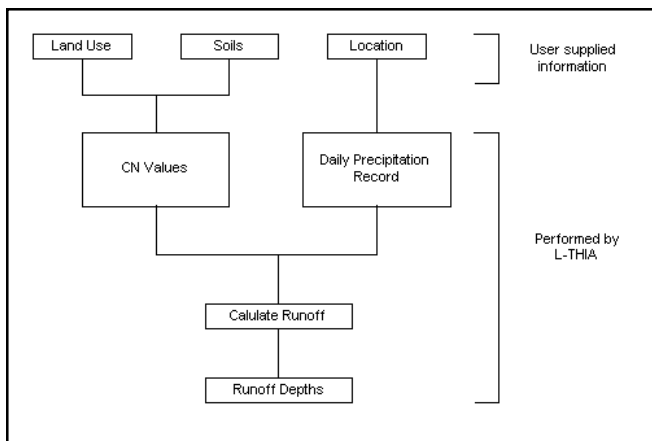 Land Use
Soils
Location
User supplied
information
CN Values
Daily Precipitation
Record
Performed by
L-THIA
Calulate Runoff
Runoff Depths